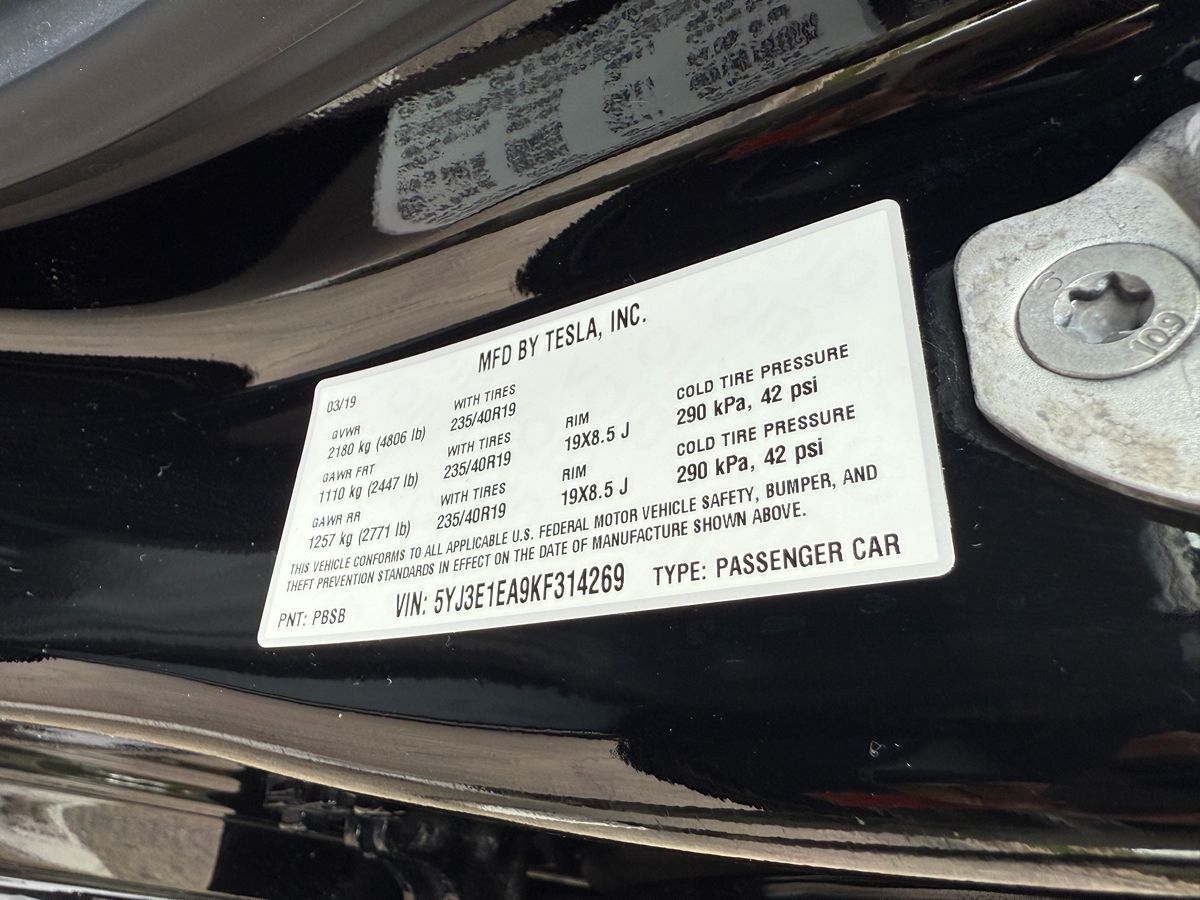 MFD BY TESLA, INC.
03/19
GVWR
2180 kg (4806 lb)
WITH TIRES
235/40R19
RIM
19X8.5 J
COLD TIRE PRESSURE
290 kPa, 42 psi
GAWR FRT
1110 kg (2447 lb)
WITH TIRES
235/40R19
RIM
19X8.5 J
COLD TIRE PRESSURE
290 kPa, 42 psi
GAWR RR
1257 kg (2771 lb)
WITH TIRES
235/40R19
THIS VEHICLE CONFORMS TO ALL APPLICABLE U.S. FEDERAL MOTOR VEHICLE SAFETY, BUMPER, AND
THEFT PREVENTION STANDARDS IN EFFECT ON THE DATE OF MANUFACTURE SHOWN ABOVE.
PNT: PBSB
VIN: 5YJ3E1EA9KF314269
TYPE: PASSENGER CAR
109